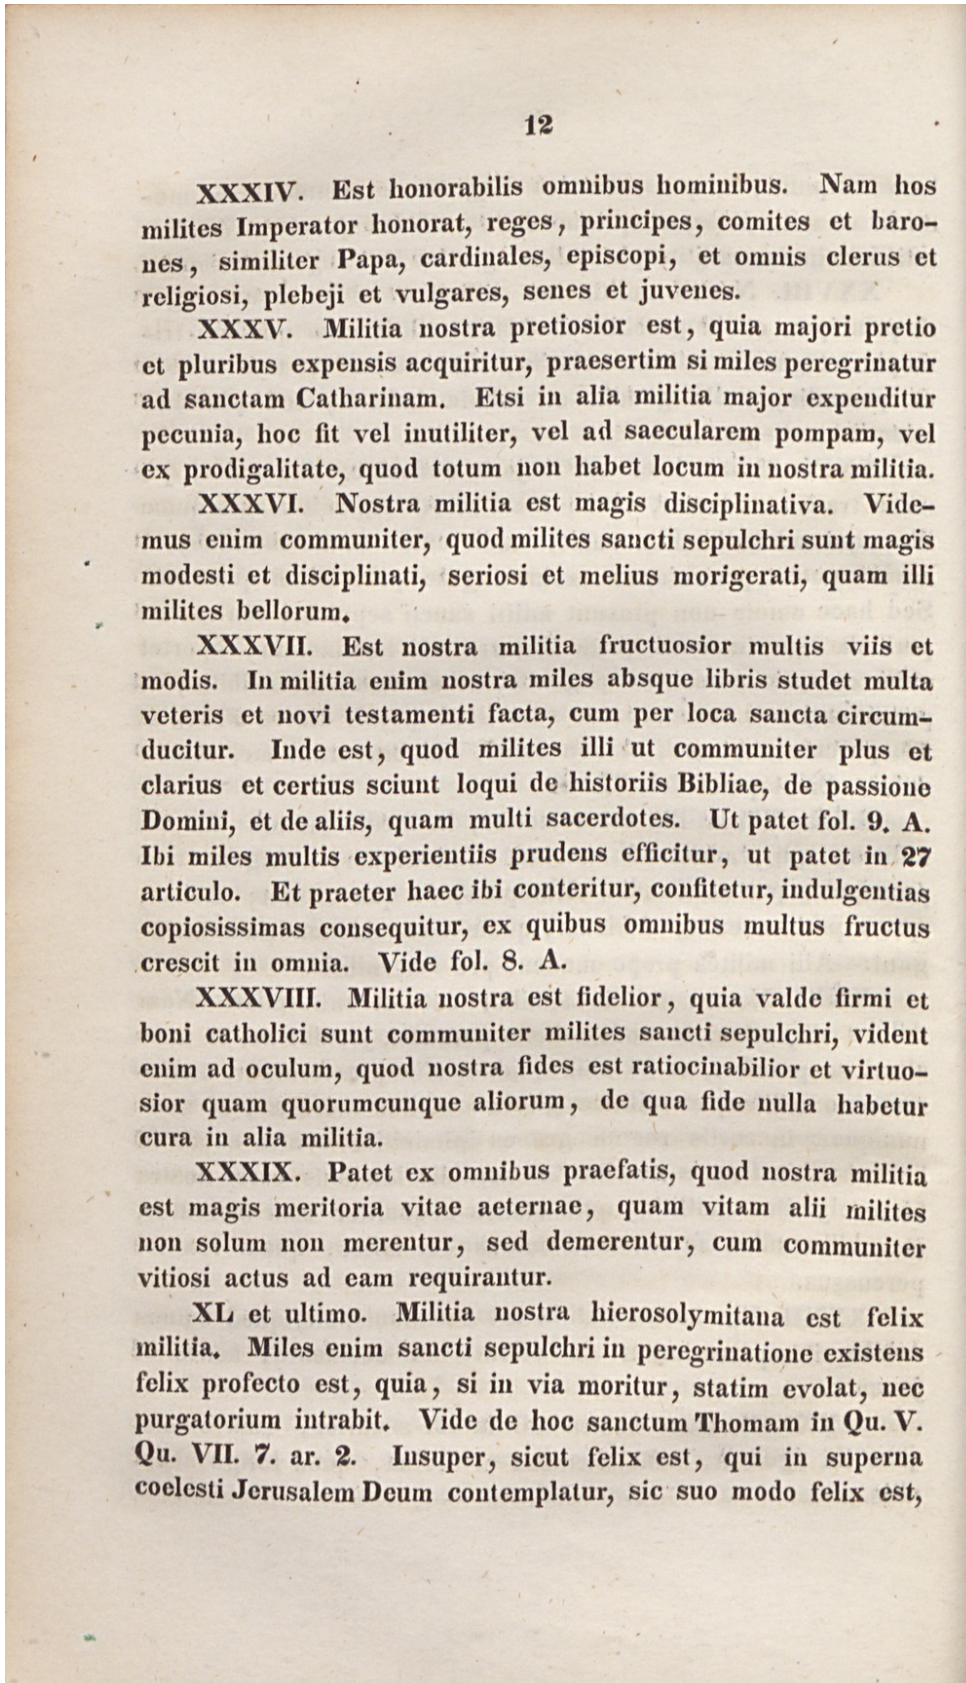 12
XXXIV. Est honorabilis omnibus hominibus. Nam hos
milites Imperator honorat, reges, principes, comites et baro-
nes, similiter Papa, cardinales, episcopi, et omnis clerus et
religiosi, plebeji et vulgares, senes et juvenes.
XXXV. Militia nostra pretiosior est, quia majori pretio
et pluribus expensis acquiritur, praesertim si miles peregrinatur
ad sanctam Catharinam. Etsi in alia militia major expenditur
pecunia, hoc fit vel inutiliter, vel ad saecularem pompam, vel
ex prodigalitate, quod totum non habet locum in nostra militia.
XXXVI. Nostra militia est magis disciplinativa. Vide-
mus enim communiter, quod milites sancti sepulchri sunt magis
modesti et disciplinati, seriosi et melius morigerati, quam illi
milites bellorum.
XXXVII. Est nostra militia fructuosior multis viis et
modis. In militia enim nostra miles absque libris studet multa
veteris et novi testamenti facta, cum per loca sancta circum-
ducitur. Inde est, quod milites illi ut communiter plus et
clarius et certius sciunt loqui de historiis Bibliae, de passione
Domini, et de aliis, quam multi sacerdotes. Ut patet fol. 9. A.
Ibi miles multis experientiis prudens efficitur, ut patet in 27
articulo. Et praeter haec ibi conteritur, confitetur, indulgentias
copiosissimas consequitur, ex quibus omnibus multus fructus
crescit in omnia. Vide fol. 8. A.
XXXVIII. Militia nostra est fidelior, quia valde firmi et
boni catholici sunt communiter milites sancti sepulchri, vident
enim ad oculum, quod nostra fides est ratiocinabilior et virtuo-
sior quam quorumcunque aliorum, de qua fide nulla habetur
cura in alia militia.
XXXIX. Patet ex omnibus praefatis, quod nostra militia
est magis meritoria vitae aeternae, quam vitam alii milites
non solum non merentur, sed demerentur, cum communiter
vitiosi actus ad eam requirantur.
XL et ultimo. Militia nostra hierosolymitana est felix
militia. Miles enim sancti sepulchri in peregrinatione existens
felix profecto est, quia, si in via moritur, statim evolat, nec
purgatorium intrabit. Vide de hoc sanctum Thomam in Qu. V.
Qu. VII. 7. ar. 2. Insuper, sicut felix est, qui in superna
coelesti Jerusalem Deum contemplatur, sic suo modo felix est,